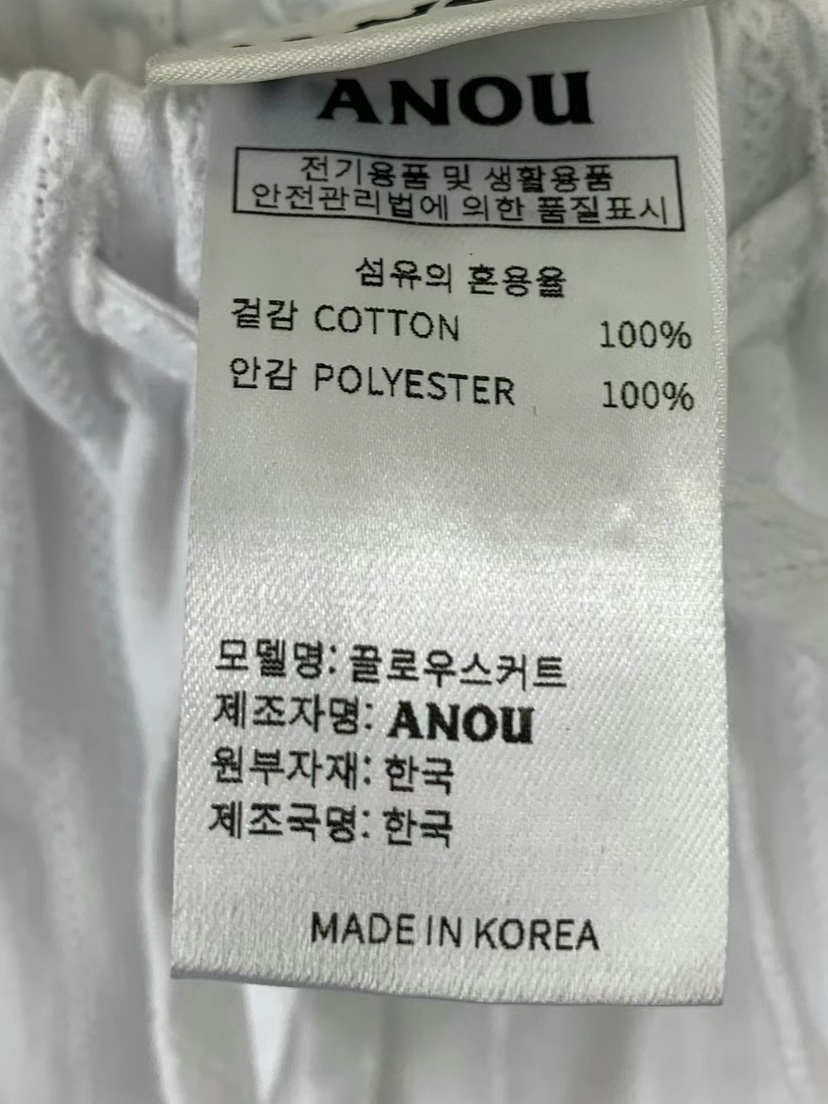 ANOU
전기용품 및 생활용품
안전관리법에 의한 품질표시
섬유의 혼용율
겉감 COTTON 100%
안감 POLYESTER 100%
모델명: 끌로우스커트
제조자명: ANOU
원부자재: 한국
제조국명: 한국
MADE IN KOREA